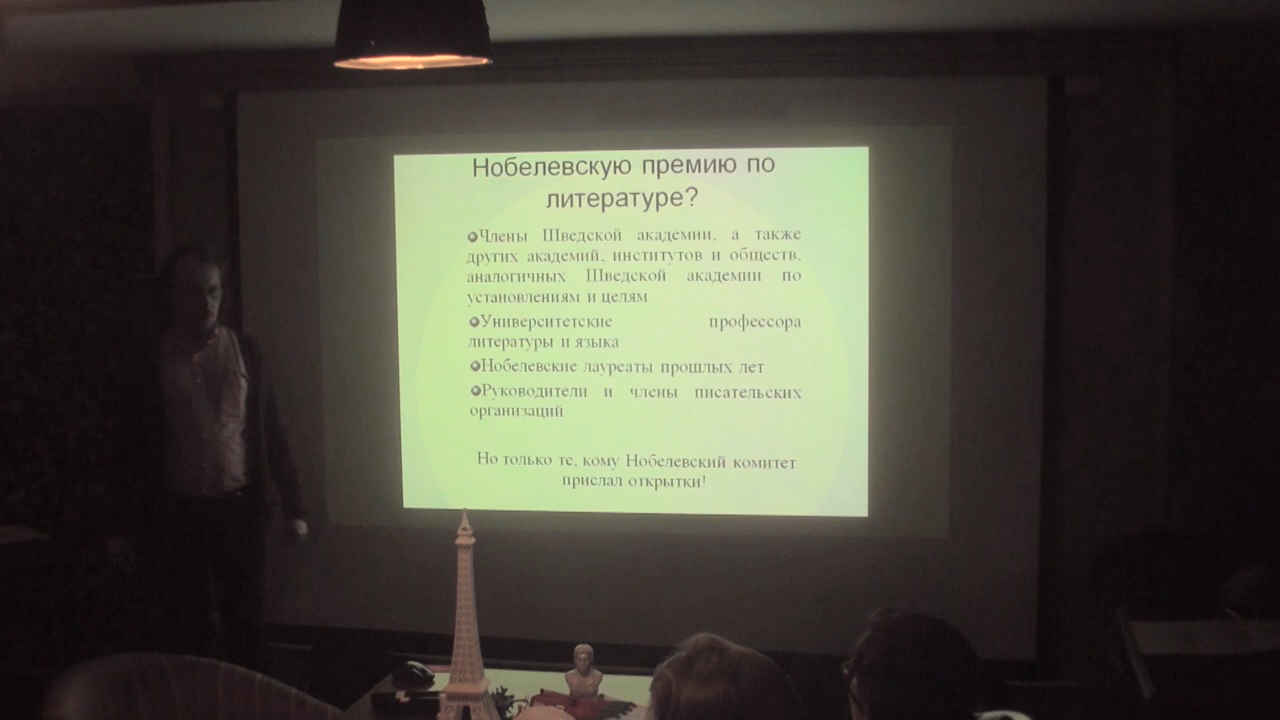 Нобелевскую премию по
литературе?
Члены Шведской академии, а также
других академий, институтов и обществ,
аналогичных Шведской академии по
установлениям и целям
Университетские профессора
литературы и языка
Нобелевские лауреаты прошлых лет
Руководители и члены писательских
организаций
Но только те, кому Нобелевский комитет
прислал открытки!